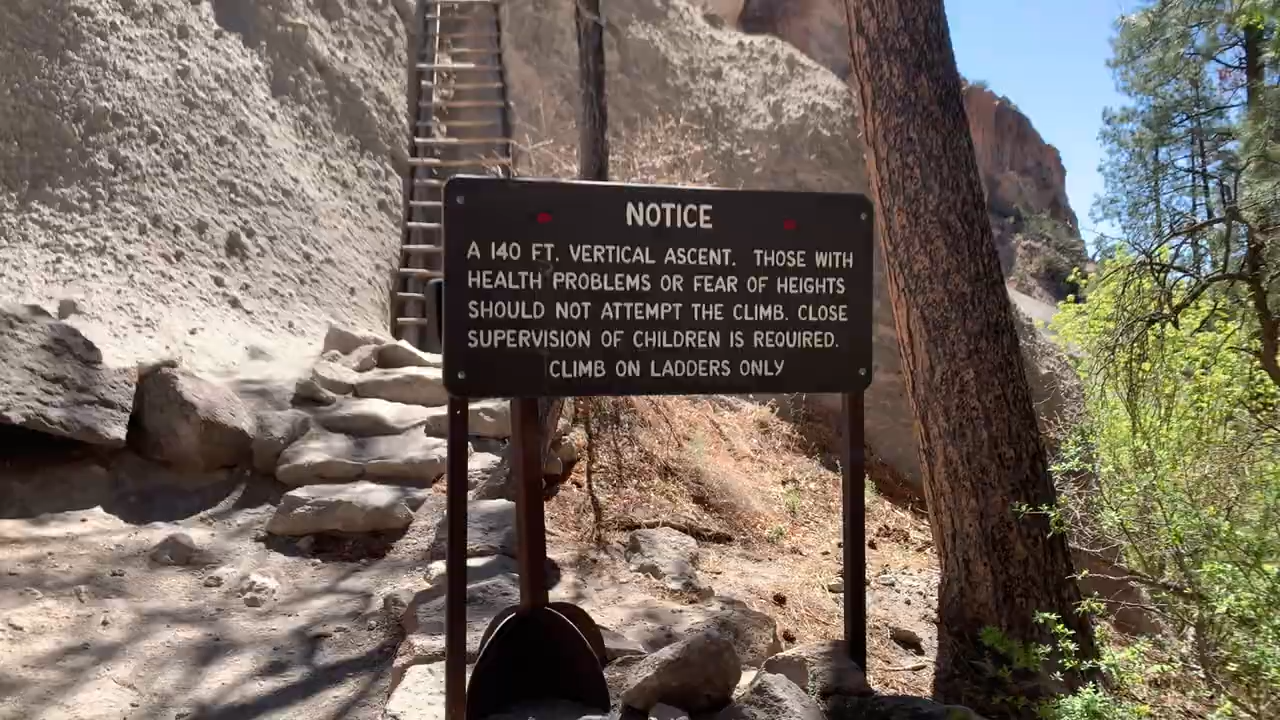 NOTICE
A 140 FT. VERTICAL ASCENT. THOSE WITH
HEALTH PROBLEMS OR FEAR OF HEIGHTS
SHOULD NOT ATTEMPT THE CLIMB. CLOSE
SUPERVISION OF CHILDREN IS REQUIRED.
CLIMB ON LADDERS ONLY